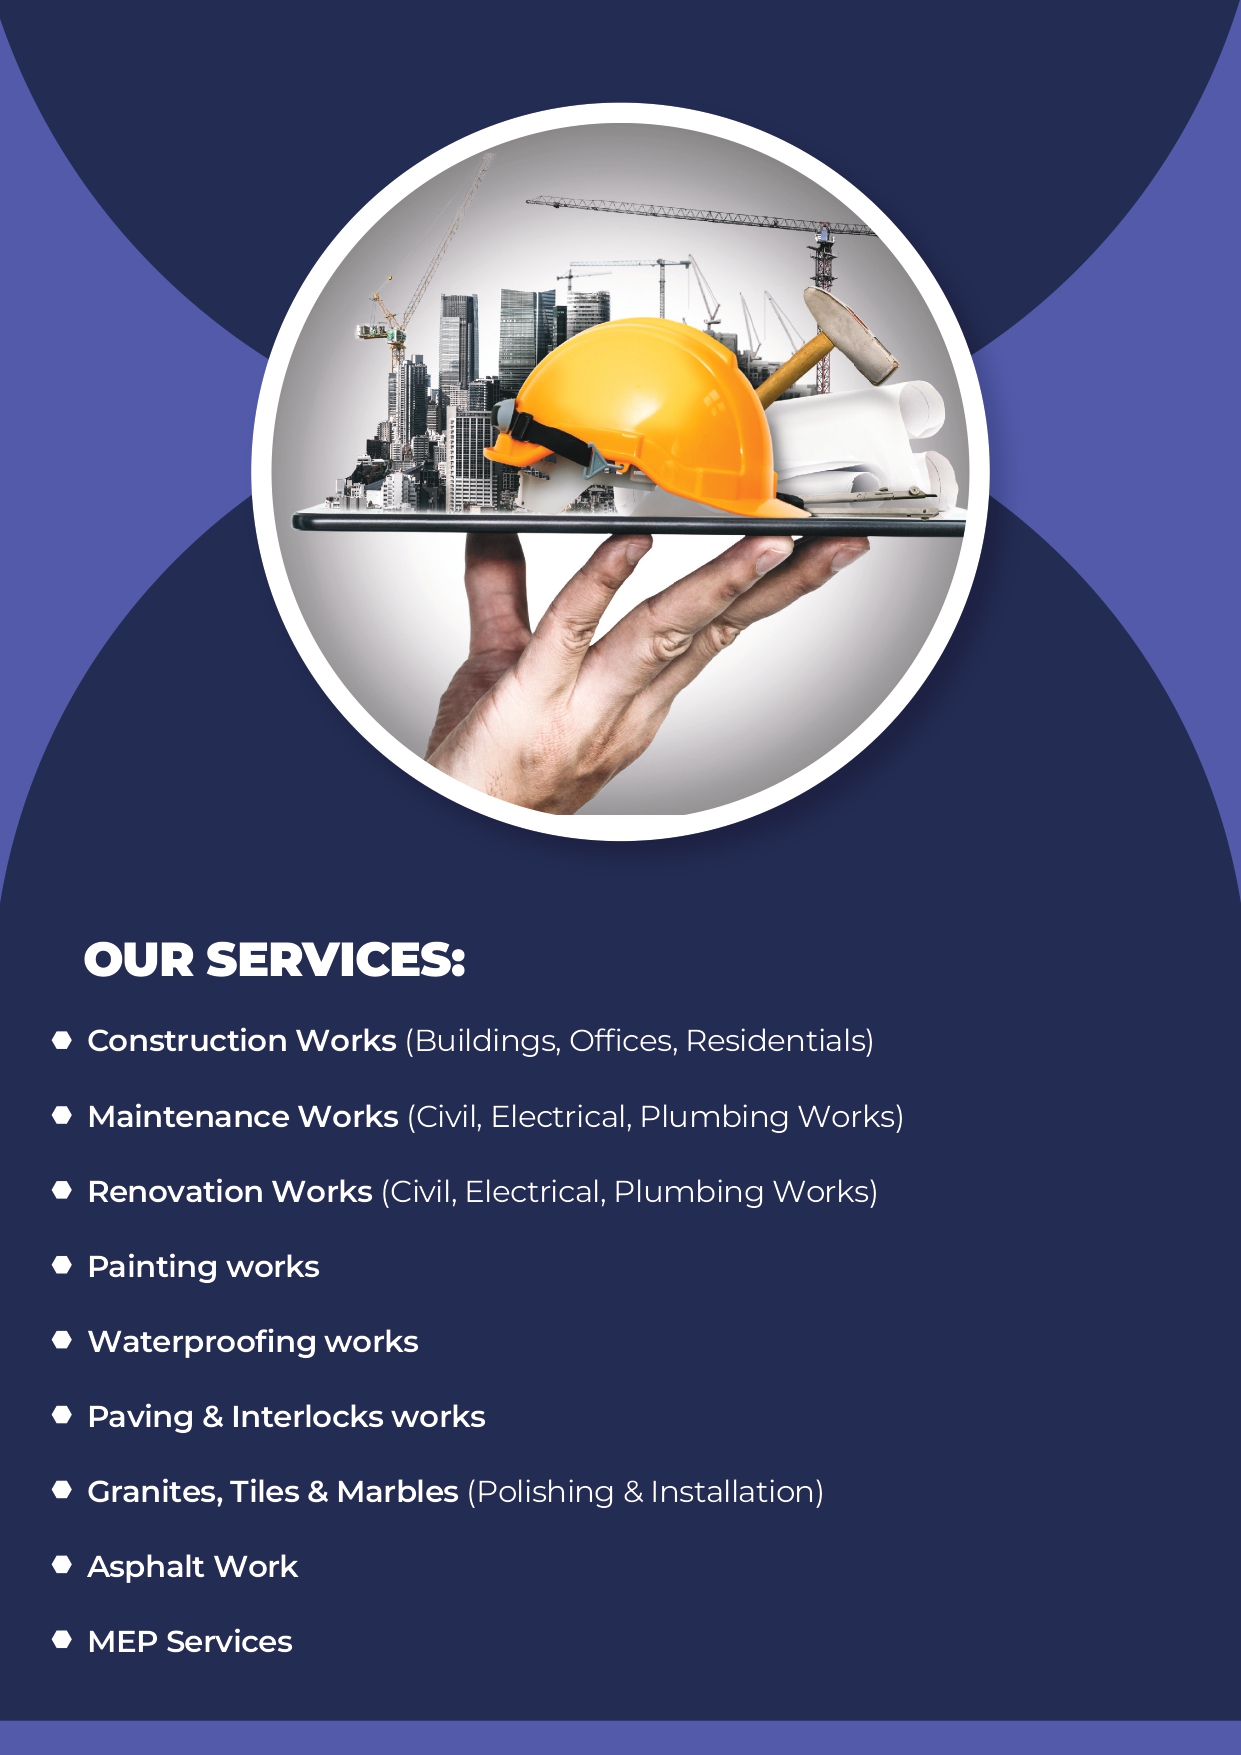 OUR SERVICES:
Construction Works (Buildings, Offices, Residentials)
Maintenance Works (Civil, Electrical, Plumbing Works)
Renovation Works (Civil, Electrical, Plumbing Works)
Painting works
Waterproofing works
Paving & Interlocks works
Granites, Tiles & Marbles (Polishing & Installation)
Asphalt Work
MEP Services